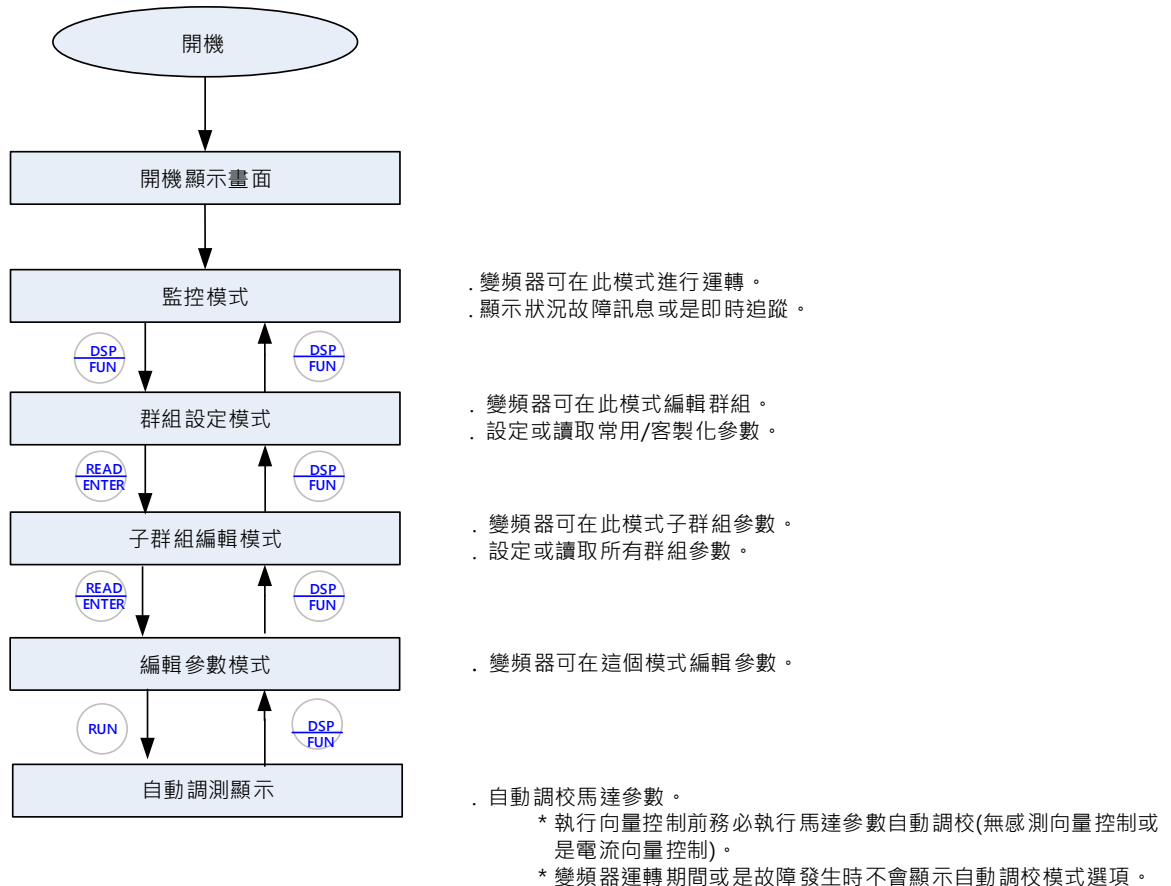 開機
開機顯示畫面
監控模式
. 變頻器可在此模式進行運轉。
. 顯示狀況故障訊息或是即時追蹤。
DSP
FUN
DSP
FUN
群組設定模式
. 變頻器可在此模式編輯群組。
. 設定或讀取常用/客製化參數。
READ
ENTER
DSP
FUN
子群組編輯模式
. 變頻器可在此模式子群組參數。
. 設定或讀取所有群組參數。
READ
ENTER
DSP
FUN
編輯參數模式
. 變頻器可在這個模式編輯參數。
RUN
DSP
FUN
自動調測顯示
. 自動調校馬達參數。
* 執行向量控制前務必執行馬達參數自動調校(無感測向量控制或
是電流向量控制)。
* 變頻器運轉期間或是故障發生時不會顯示自動調校模式選項。